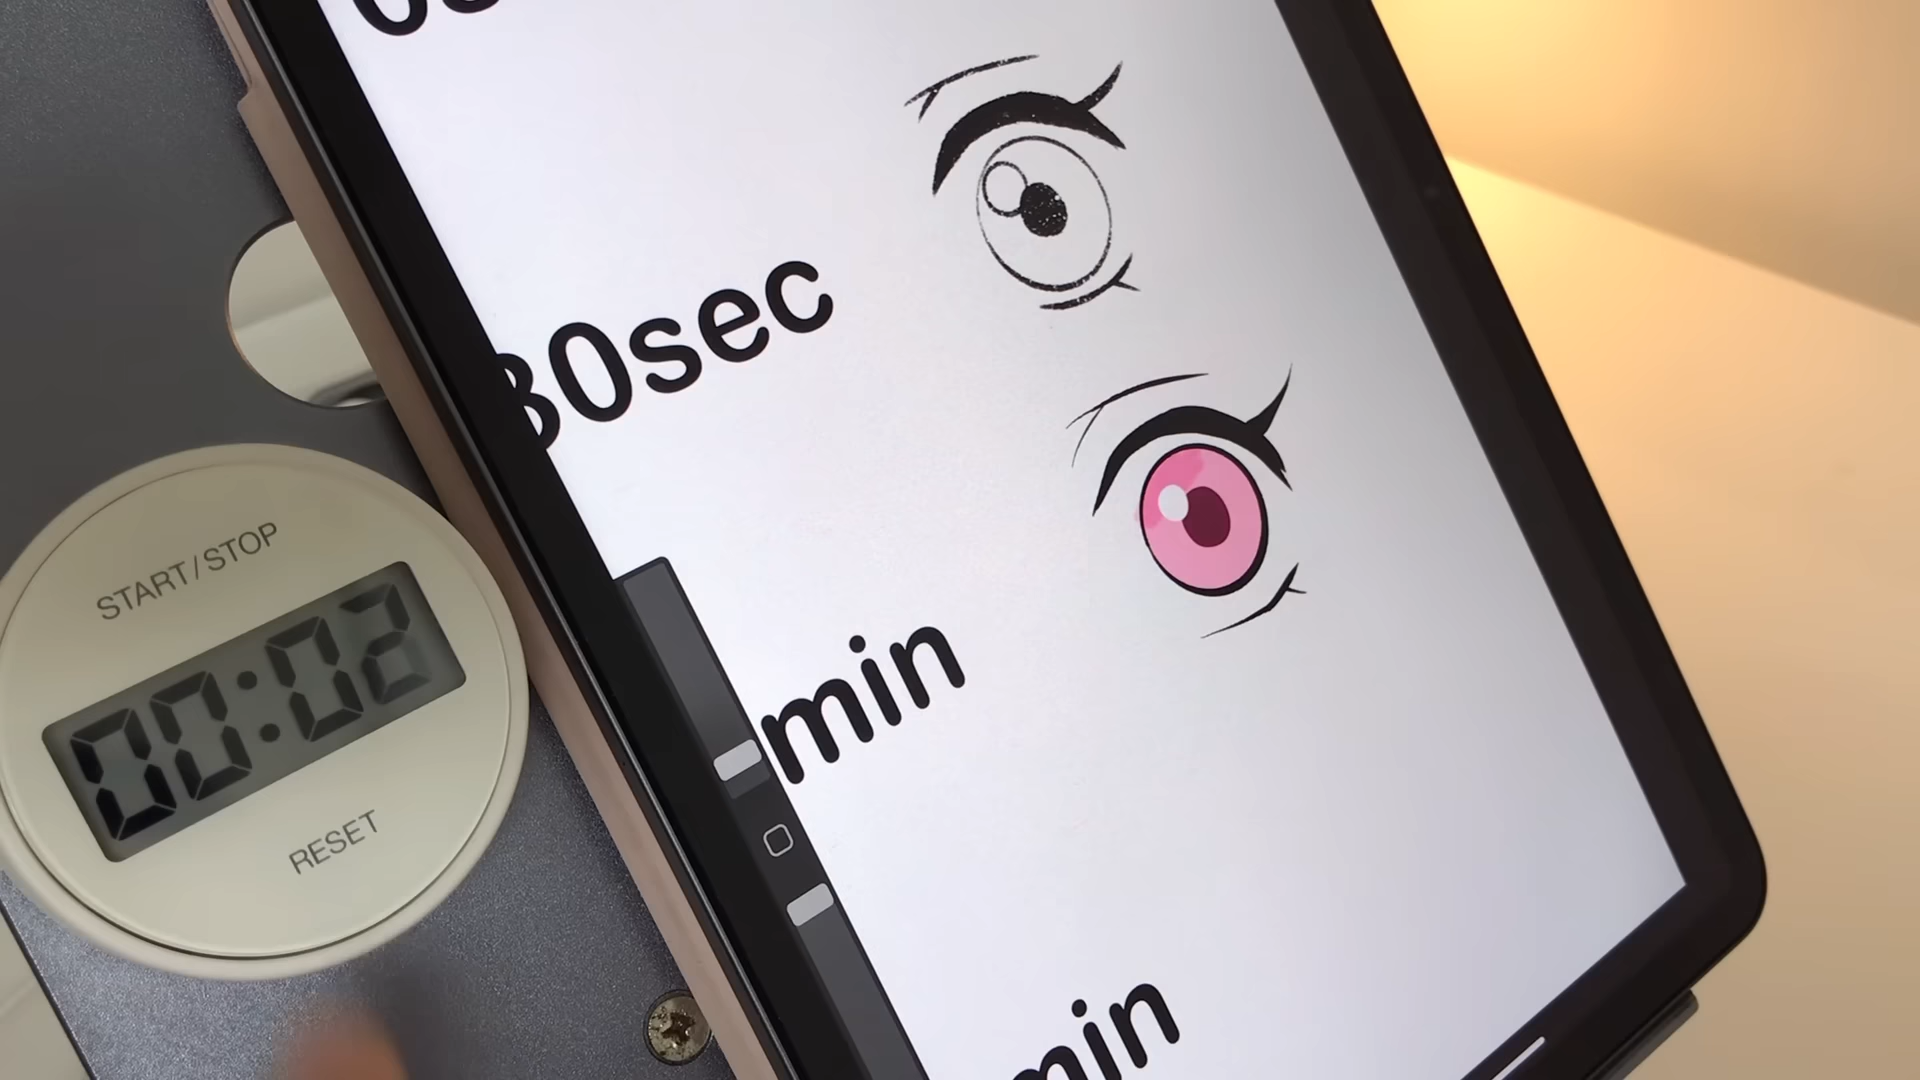 30sec
min
min
START/STOP
00:02
RESET